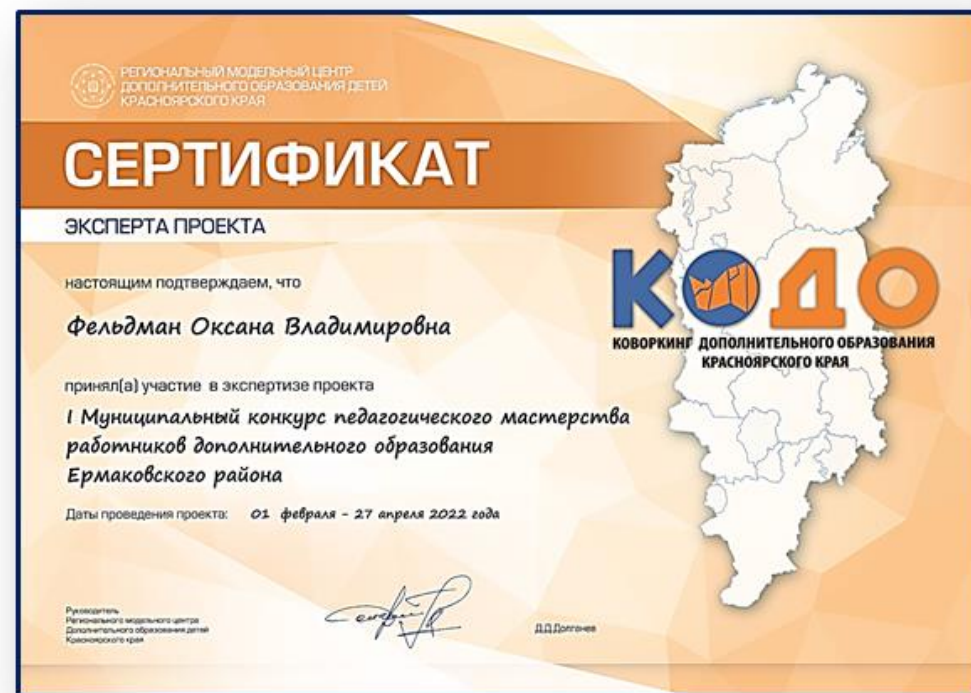 РЕГИОНАЛЬНЫЙ МОДЕЛЬНЫЙ ЦЕНТР
ДОПОЛНИТЕЛЬНОГО ОБРАЗОВАНИЯ ДЕТЕЙ
КРАСНОЯРСКОГО КРАЯ
СЕРТИФИКАТ
ЭКСПЕРТА ПРОЕКТА
настоящим подтверждаем, что
Фельдман Оксана Владимировна
принял(а) участие в экспертизе проекта
I Муниципальный конкурс педагогического мастерства
работников дополнительного образования
Ермаковского района
Даты проведения проекта: 01 февраля - 27 апреля 2022 года
КОДО
КОВОРКИНГ ДОПОЛНИТЕЛЬНОГО ОБРАЗОВАНИЯ
КРАСНОЯРСКОГО КРАЯ
Руководитель
Регионального модельного центра
Дополнительного образования детей
Красноярского края
Д.Д.Долгонев